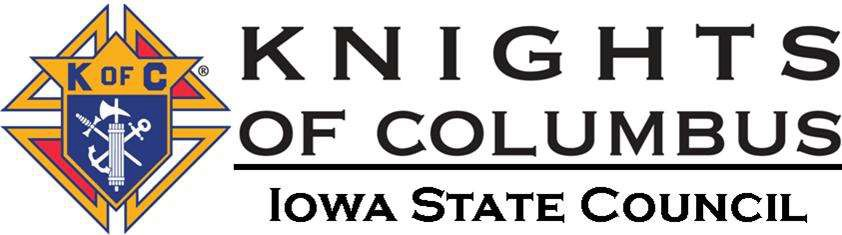 K OF C ®
KNIGHTS
OF COLUMBUS
IOWA STATE COUNCIL